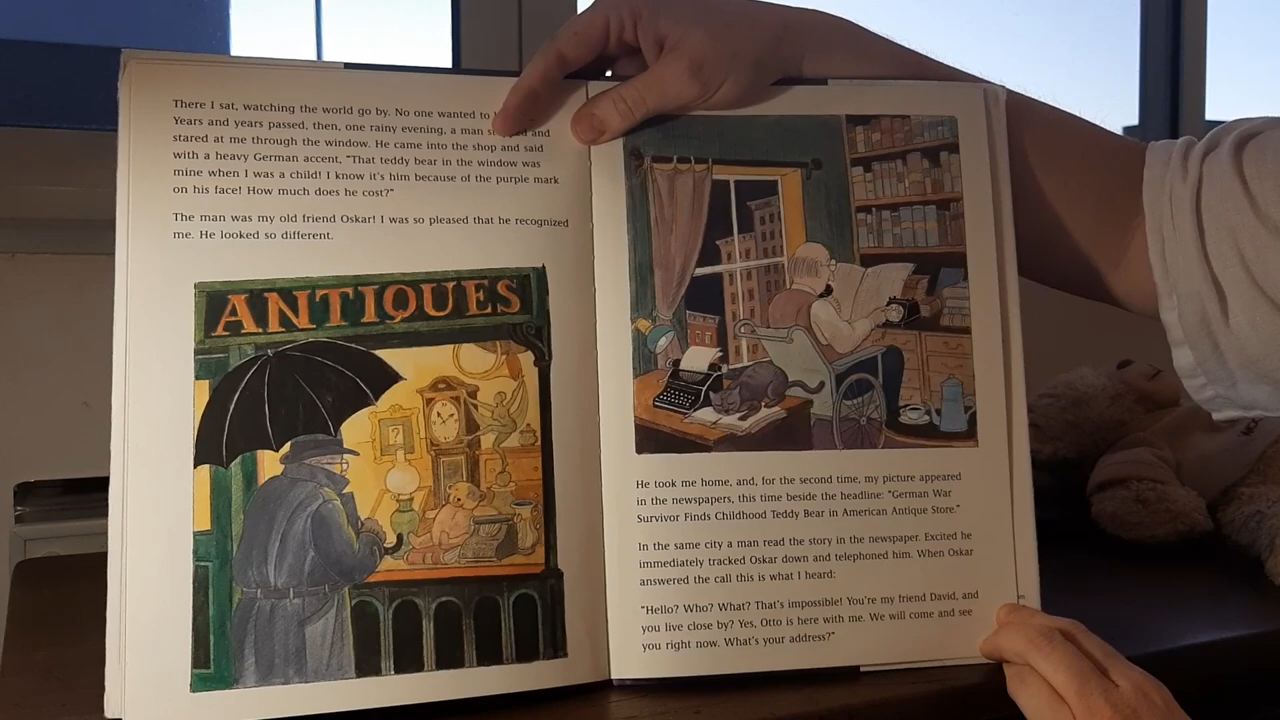 There I sat, watching the world go by. No one wanted to
Years and years passed, then, one rainy evening, a man and
stared at me through the window. He came into the shop and said
with a heavy German accent, "That teddy bear in the window was
mine when I was a child! I know it's him because of the purple mark
on his face! How much does he cost?"
The man was my old friend Oskar! I was so pleased that he recognized
me. He looked so different.
ANTIQUES
?
He took me home, and, for the second time, my picture appeared
in the newspapers, this time beside the headline: "German War
Survivor Finds Childhood Teddy Bear in American Antique Store."
In the same city a man read the story in the newspaper. Excited he
immediately tracked Oskar down and telephoned him. When Oskar
answered the call this is what I heard:
"Hello? Who? What? That's impossible! You're my friend David, and
you live close by? Yes, Otto is here with me. We will come and see
you right now. What's your address?"